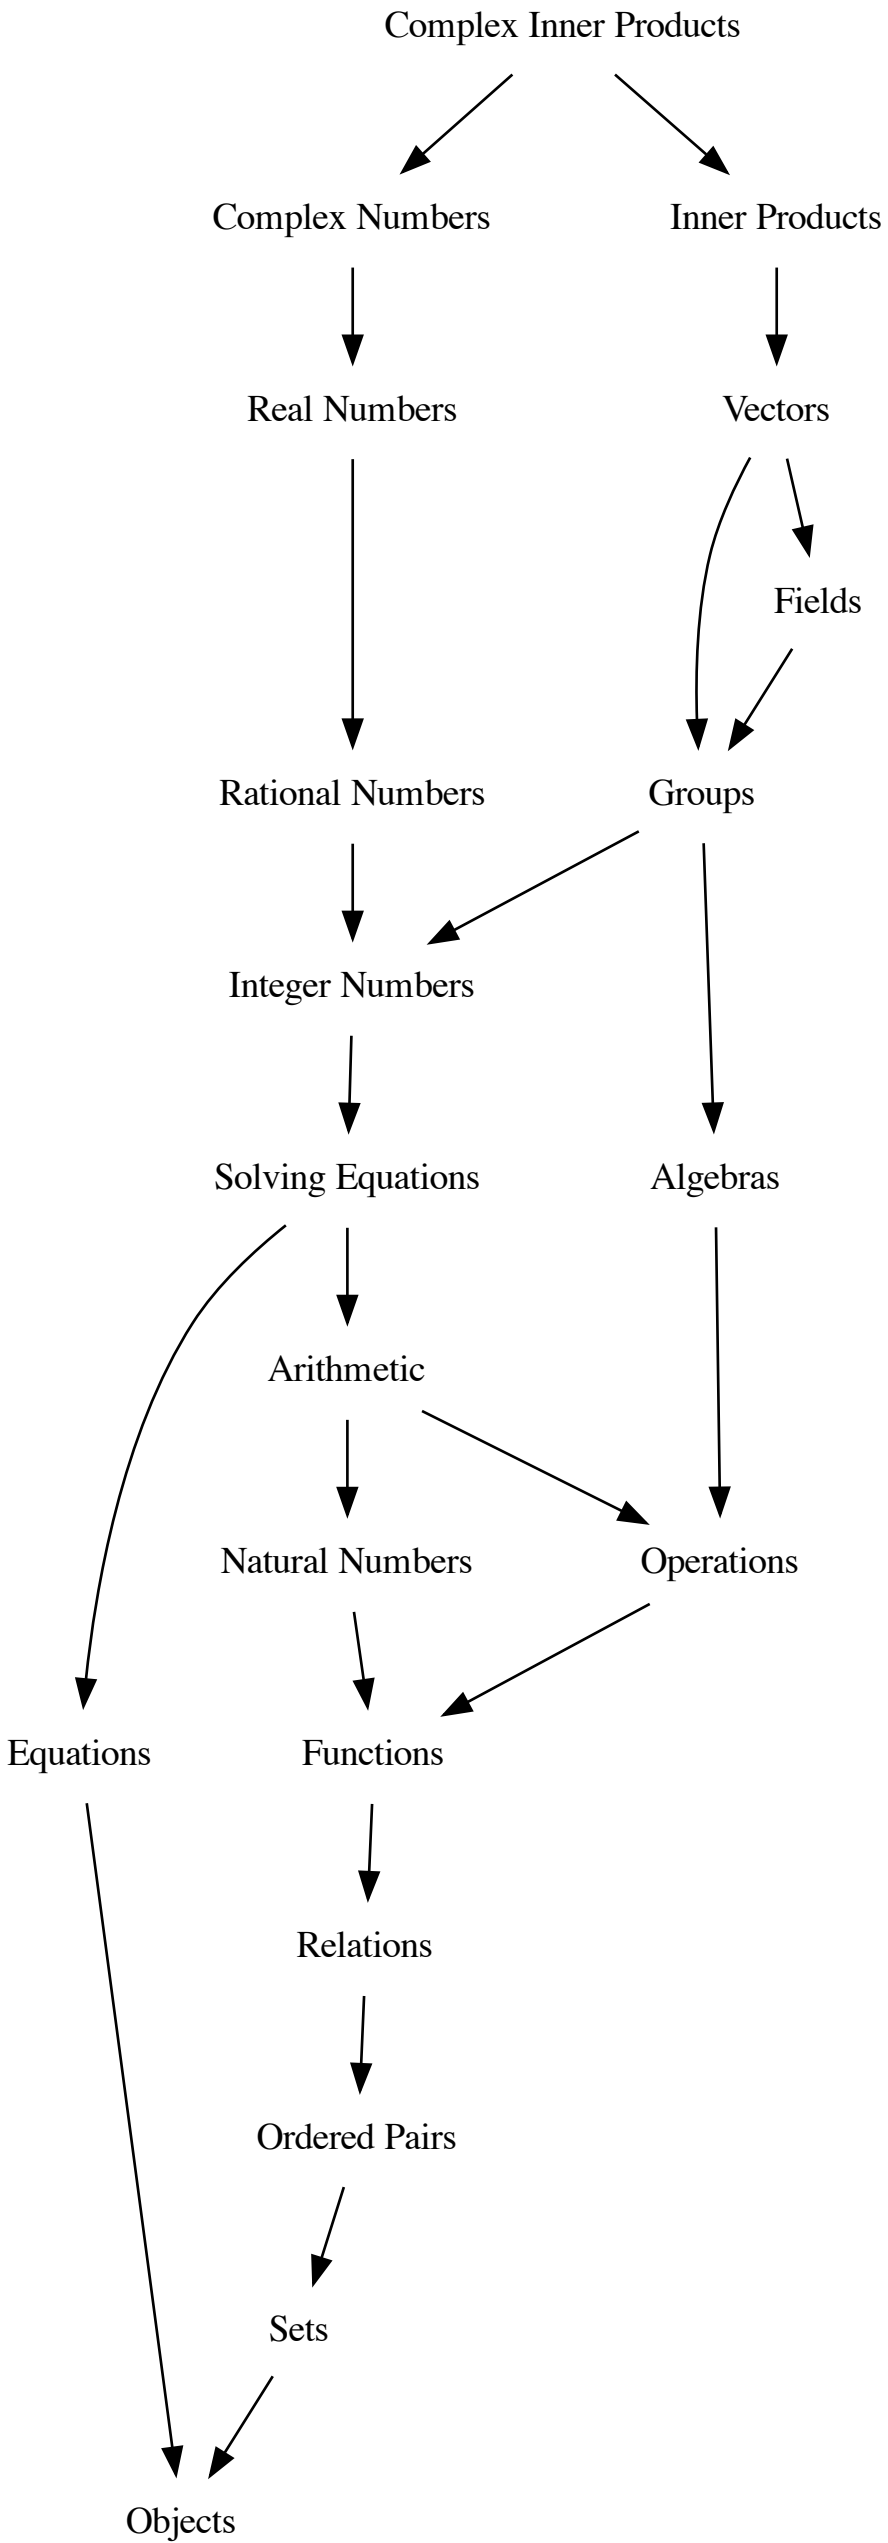 Complex Inner Products
Complex Numbers
Inner Products
Real Numbers
Vectors
Fields
Rational Numbers
Groups
Integer Numbers
Solving Equations
Algebras
Arithmetic
Natural Numbers
Operations
Equations
Functions
Relations
Ordered Pairs
Sets
Objects